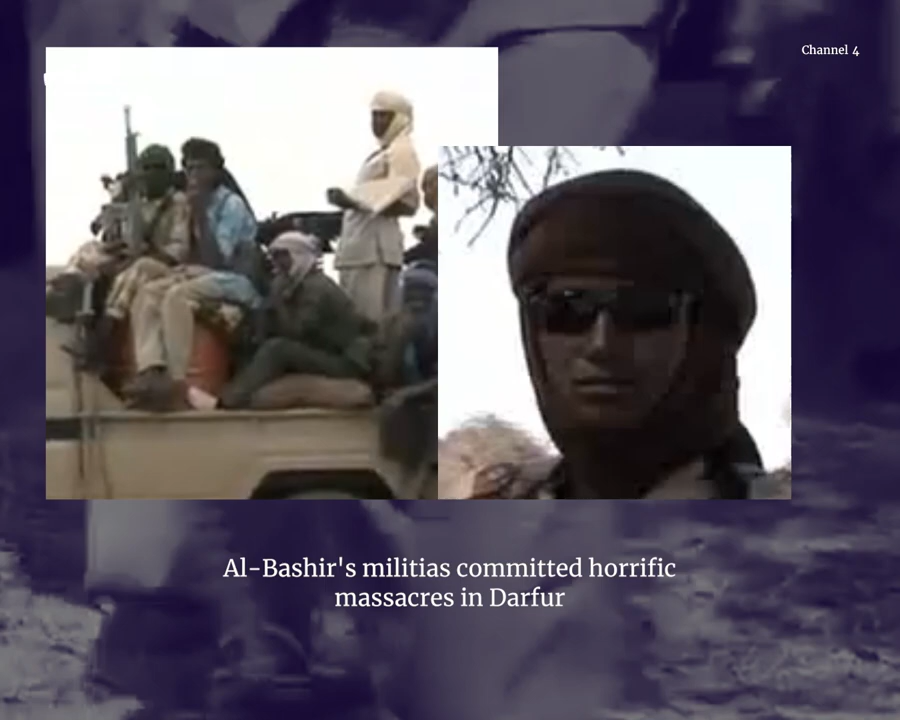 Channel 4
Al-Bashir's militias committed horrific
massacres in Darfur